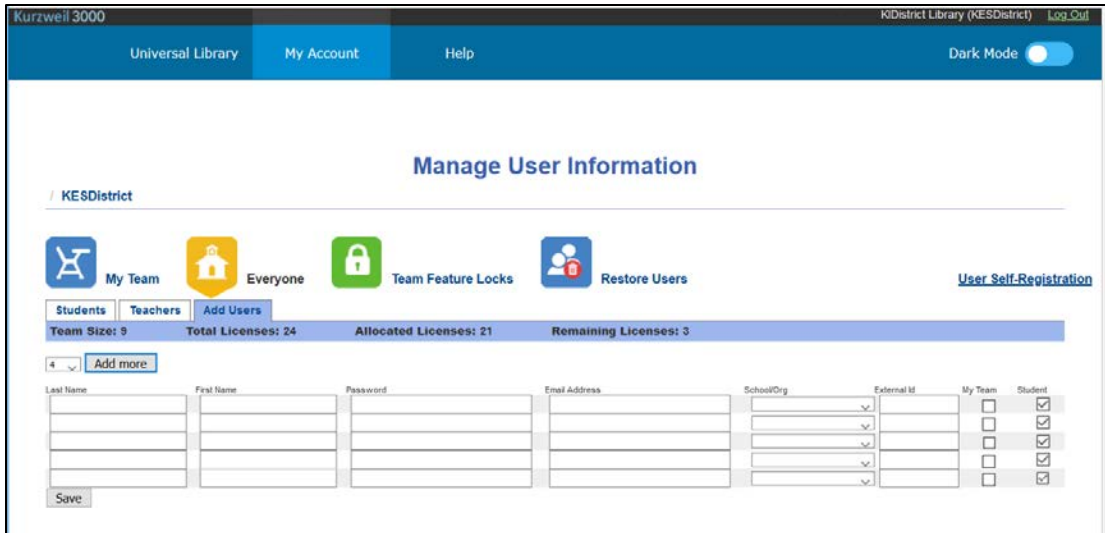 Kurzweil 3000 KIDistrict Library (KESDistrict) Log Out
Universal Library My Account Help Dark Mode
Manage User Information
/ KESDistrict
My Team Everyone Team Feature Locks Restore Users User Self-Registration
Students Teachers Add Users
Team Size: 9 Total Licenses: 24 Allocated Licenses: 21 Remaining Licenses: 3
4 Add more
Last Name First Name Password Email Address School/Org External Id My Team Student
Save